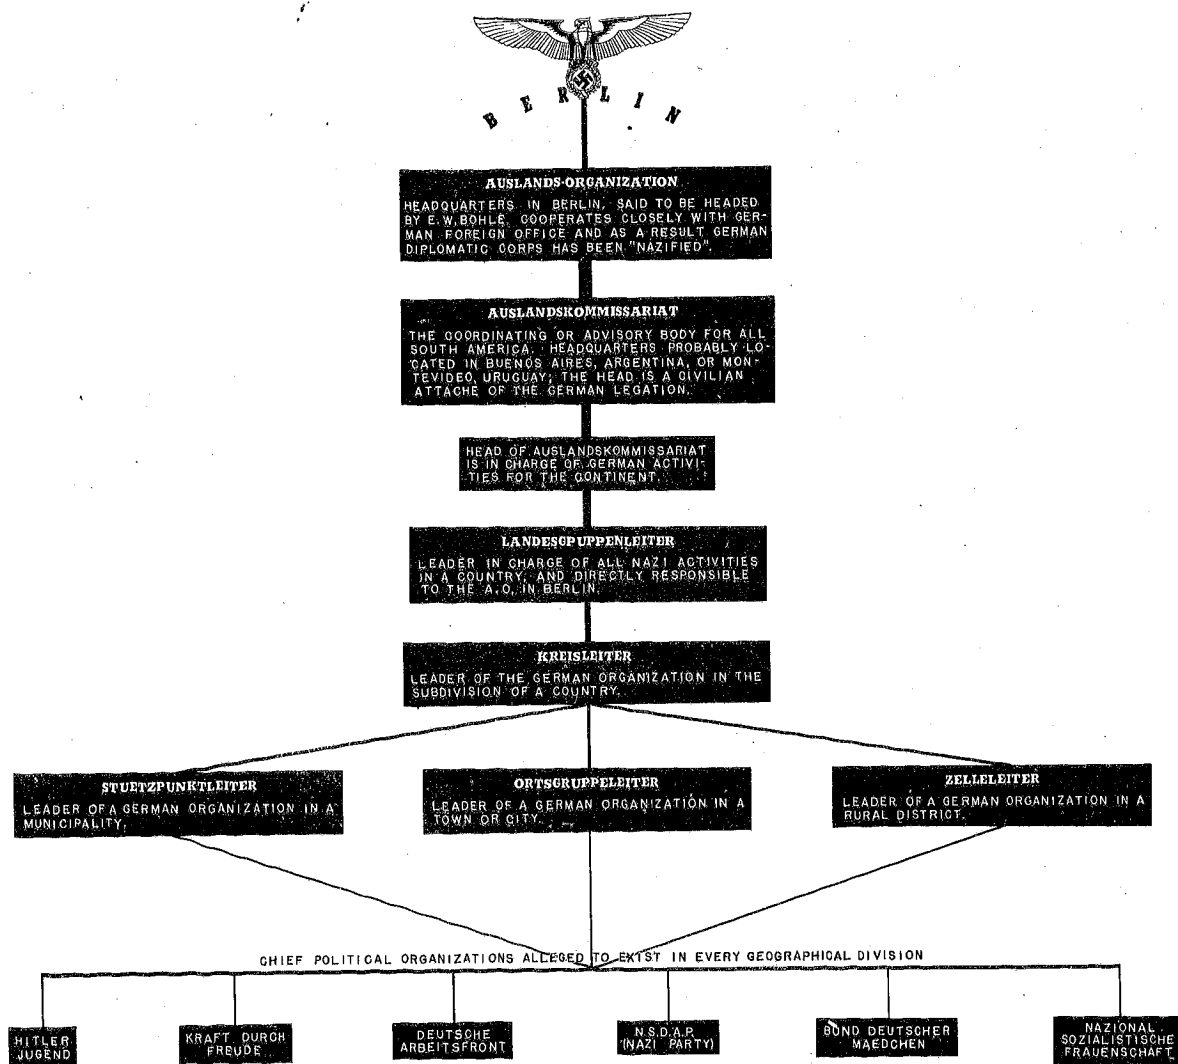 BERLIN
AUSLANDS-ORGANIZATION
HEADQUARTERS IN BERLIN, SAID TO BE HEADED
BY E.W. BOHLE. COOPERATES CLOSELY WITH GER-
MAN FOREIGN OFFICE AND AS A RESULT GERMAN
DIPLOMATIC CORPS HAS BEEN "NAZIFIED".
AUSLANDSKOMMISSARIAT
THE COORDINATING OR ADVISORY BODY FOR ALL
SOUTH AMERICA. HEADQUARTERS PROBABLY LO-
CATED IN BUENOS AIRES, ARGENTINA, OR MON-
TEVIDEO, URUGUAY; THE HEAD IS A CIVILIAN
ATTACHE OF THE GERMAN LEGATION.
HEAD OF AUSLANDSKOMMISSARIAT
IS IN CHARGE OF GERMAN ACTIVI-
TIES FOR THE CONTINENT.
LANDESGPUPPENLEITER
LEADER IN CHARGE OF ALL NAZI ACTIVITIES
IN A COUNTRY, AND DIRECTLY RESPONSIBLE
TO THE A.O. IN BERLIN.
KREISLEITER
LEADER OF THE GERMAN ORGANIZATION IN THE
SUBDIVISION OF A COUNTRY.
STUETZPUNKTLEITER
LEADER OF A GERMAN ORGANIZATION IN A
MUNICIPALITY.
ORTSGRUPPELEITER
LEADER OF A GERMAN ORGANIZATION IN A
TOWN OR CITY.
ZELLELEITER
LEADER OF A GERMAN ORGANIZATION IN A
RURAL DISTRICT.
CHIEF POLITICAL ORGANIZATIONS ALLEGED TO EXIST IN EVERY GEOGRAPHICAL DIVISION
HITLER
JUGEND
KRAFT DURCH
FREUDE
DEUTSCHE
ARBEITSFRONT
N.S.D.A.P.
(NAZI PARTY)
BUND DEUTSCHER
MAEDCHEN
NAZIONAL
SOZIALISTISCHE
FRAUENSCHAFT